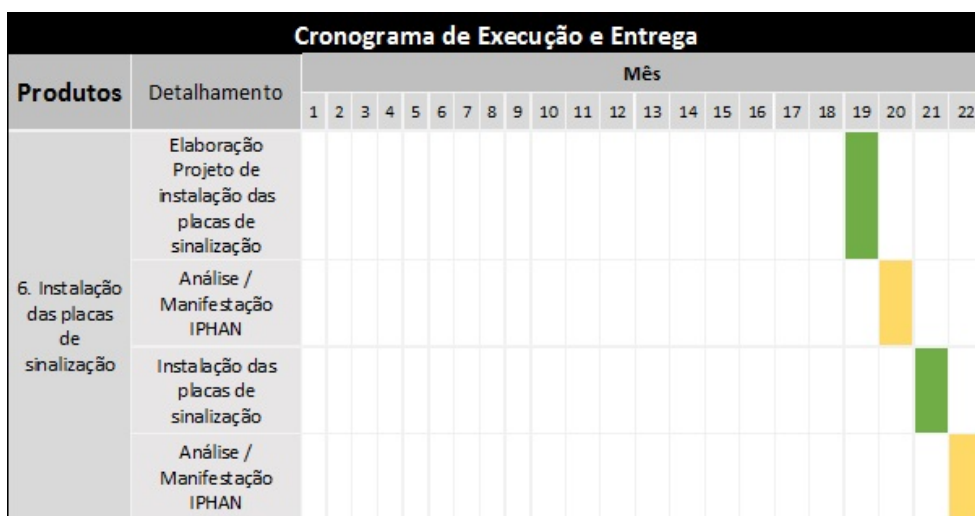 Cronograma de Execução e Entrega
Produtos
Detalhamento
Mês
1 2 3 4 5 6 7 8 9 10 11 12 13 14 15 16 17 18 19 20 21 22
6. Instalação
das placas
de
sinalização
Elaboração
Projeto de
instalação das
placas de
sinalização
Análise /
Manifestação
IPHAN
Instalação das
placas de
sinalização
Análise /
Manifestação
IPHAN